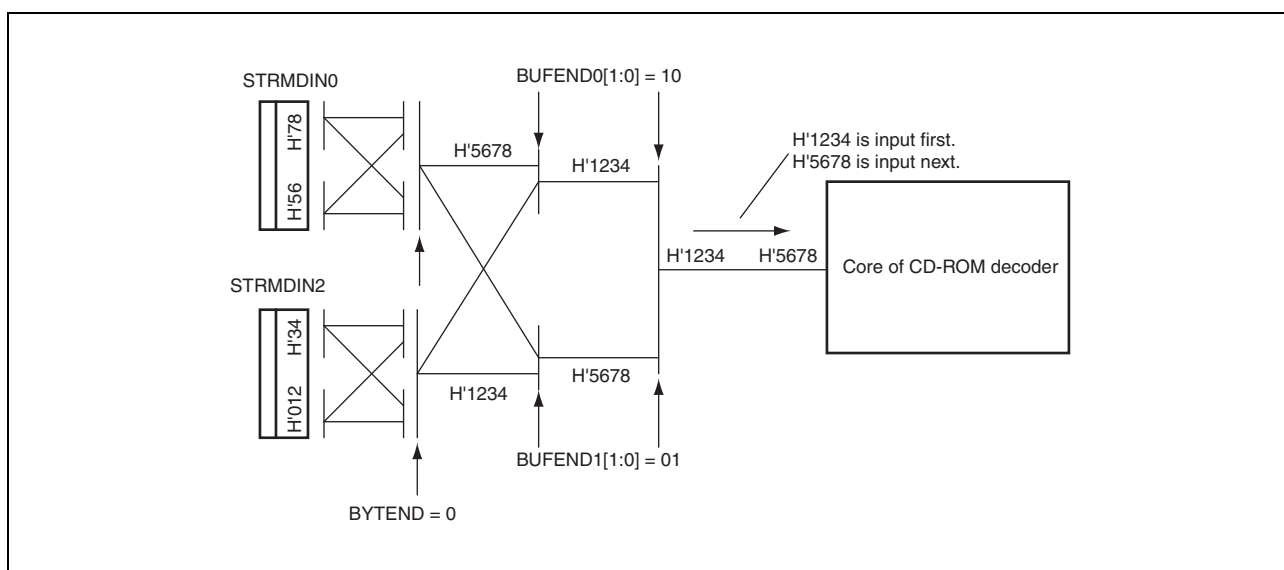 STRMDIN0
H'78
H'56
STRMDIN2
H'34
H'012
BYTEND = 0
H'5678
H'1234
BUFEND0[1:0] = 10
H'1234
H'5678
BUFEND1[1:0] = 01
H'1234 is input first.
H'5678 is input next.
H'1234
H'5678
Core of CD-ROM decoder